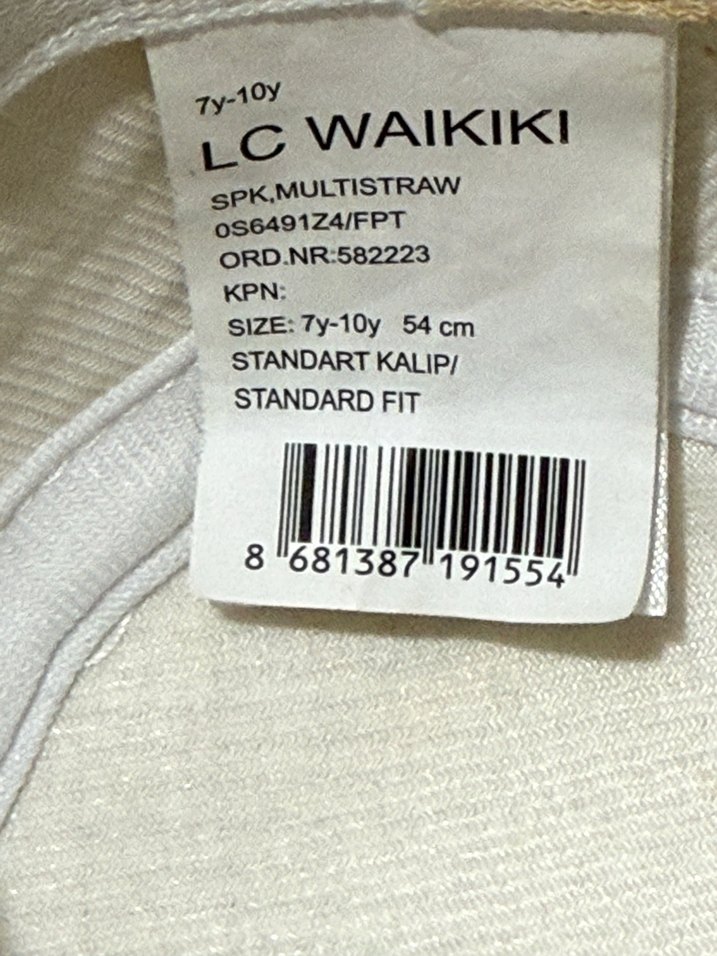 7y-10y
LC WAIKIKI
SPK,MULTISTRAW
0S6491Z4/FPT
ORD.NR:582223
KPN:
SIZE: 7y-10y 54 cm
STANDART KALIP/
STANDARD FIT
8 681387 191554